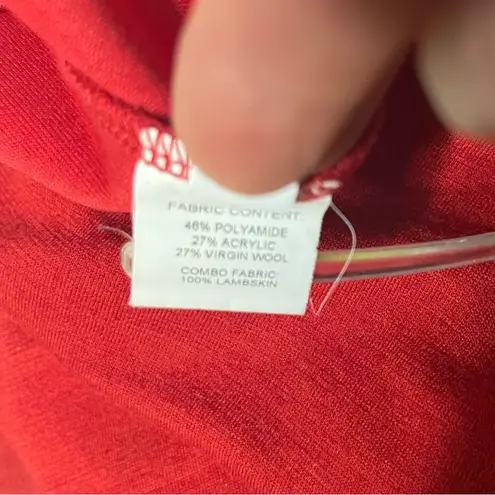 FABRIC CONTENT:
46% POLYAMIDE
27% ACRYLIC
27% VIRGIN WOOL
COMBO FABRIC:
100% LAMBSKIN